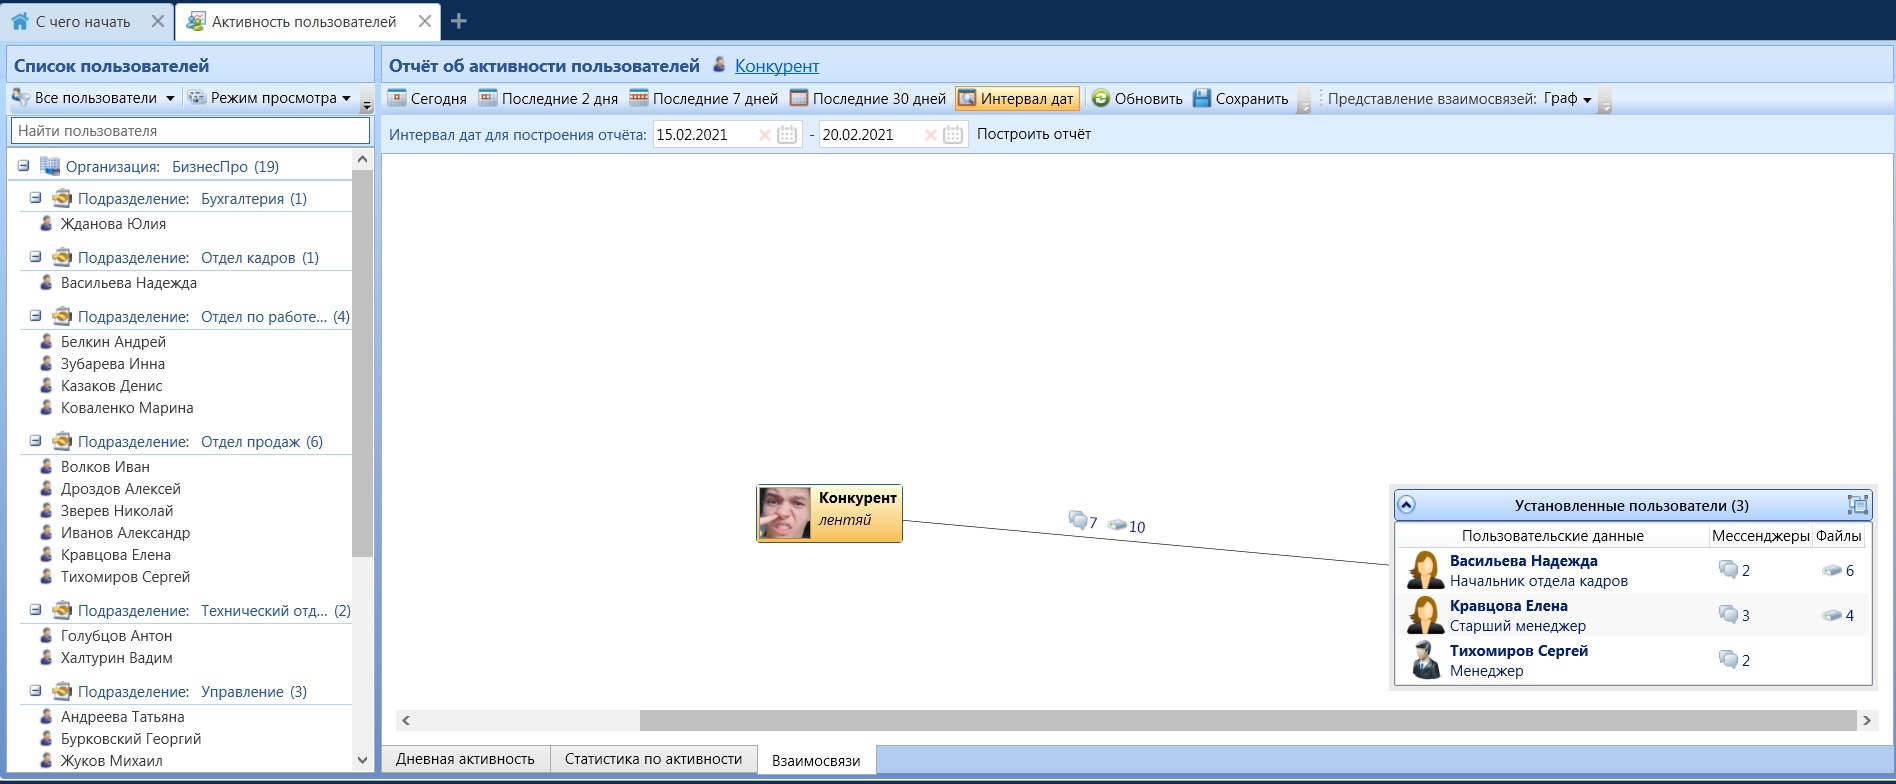 С чего начать
Активность пользователей
Список пользователей
Все пользователи
Режим просмотра
Найти пользователя
Организация: БизнесПро (19)
Подразделение: Бухгалтерия (1)
Жданова Юлия
Подразделение: Отдел кадров (1)
Васильева Надежда
Подразделение: Отдел по работе... (4)
Белкин Андрей
Зубарева Инна
Казаков Денис
Коваленко Марина
Подразделение: Отдел продаж (6)
Волков Иван
Дроздов Алексей
Зверев Николай
Иванов Александр
Кравцова Елена
Тихомиров Сергей
Подразделение: Технический отд... (2)
Голубцов Антон
Халтурин Вадим
Подразделение: Управление (3)
Андреева Татьяна
Бурковский Георгий
Жуков Михаил
Отчёт об активности пользователей Конкурент
Сегодня Последние 2 дня Последние 7 дней Последние 30 дней Интервал дат Обновить Сохранить Представление взаимосвязей: Граф
Интервал дат для построения отчёта: 15.02.2021 - 20.02.2021 Построить отчёт
Конкурент
лентяй
7 10
Установленные пользователи (3)
Пользовательские данные Мессенджеры Файлы
Васильева Надежда
Начальник отдела кадров
2 6
Кравцова Елена
Старший менеджер
3 4
Тихомиров Сергей
Менеджер
2
Дневная активность Статистика по активности Взаимосвязи